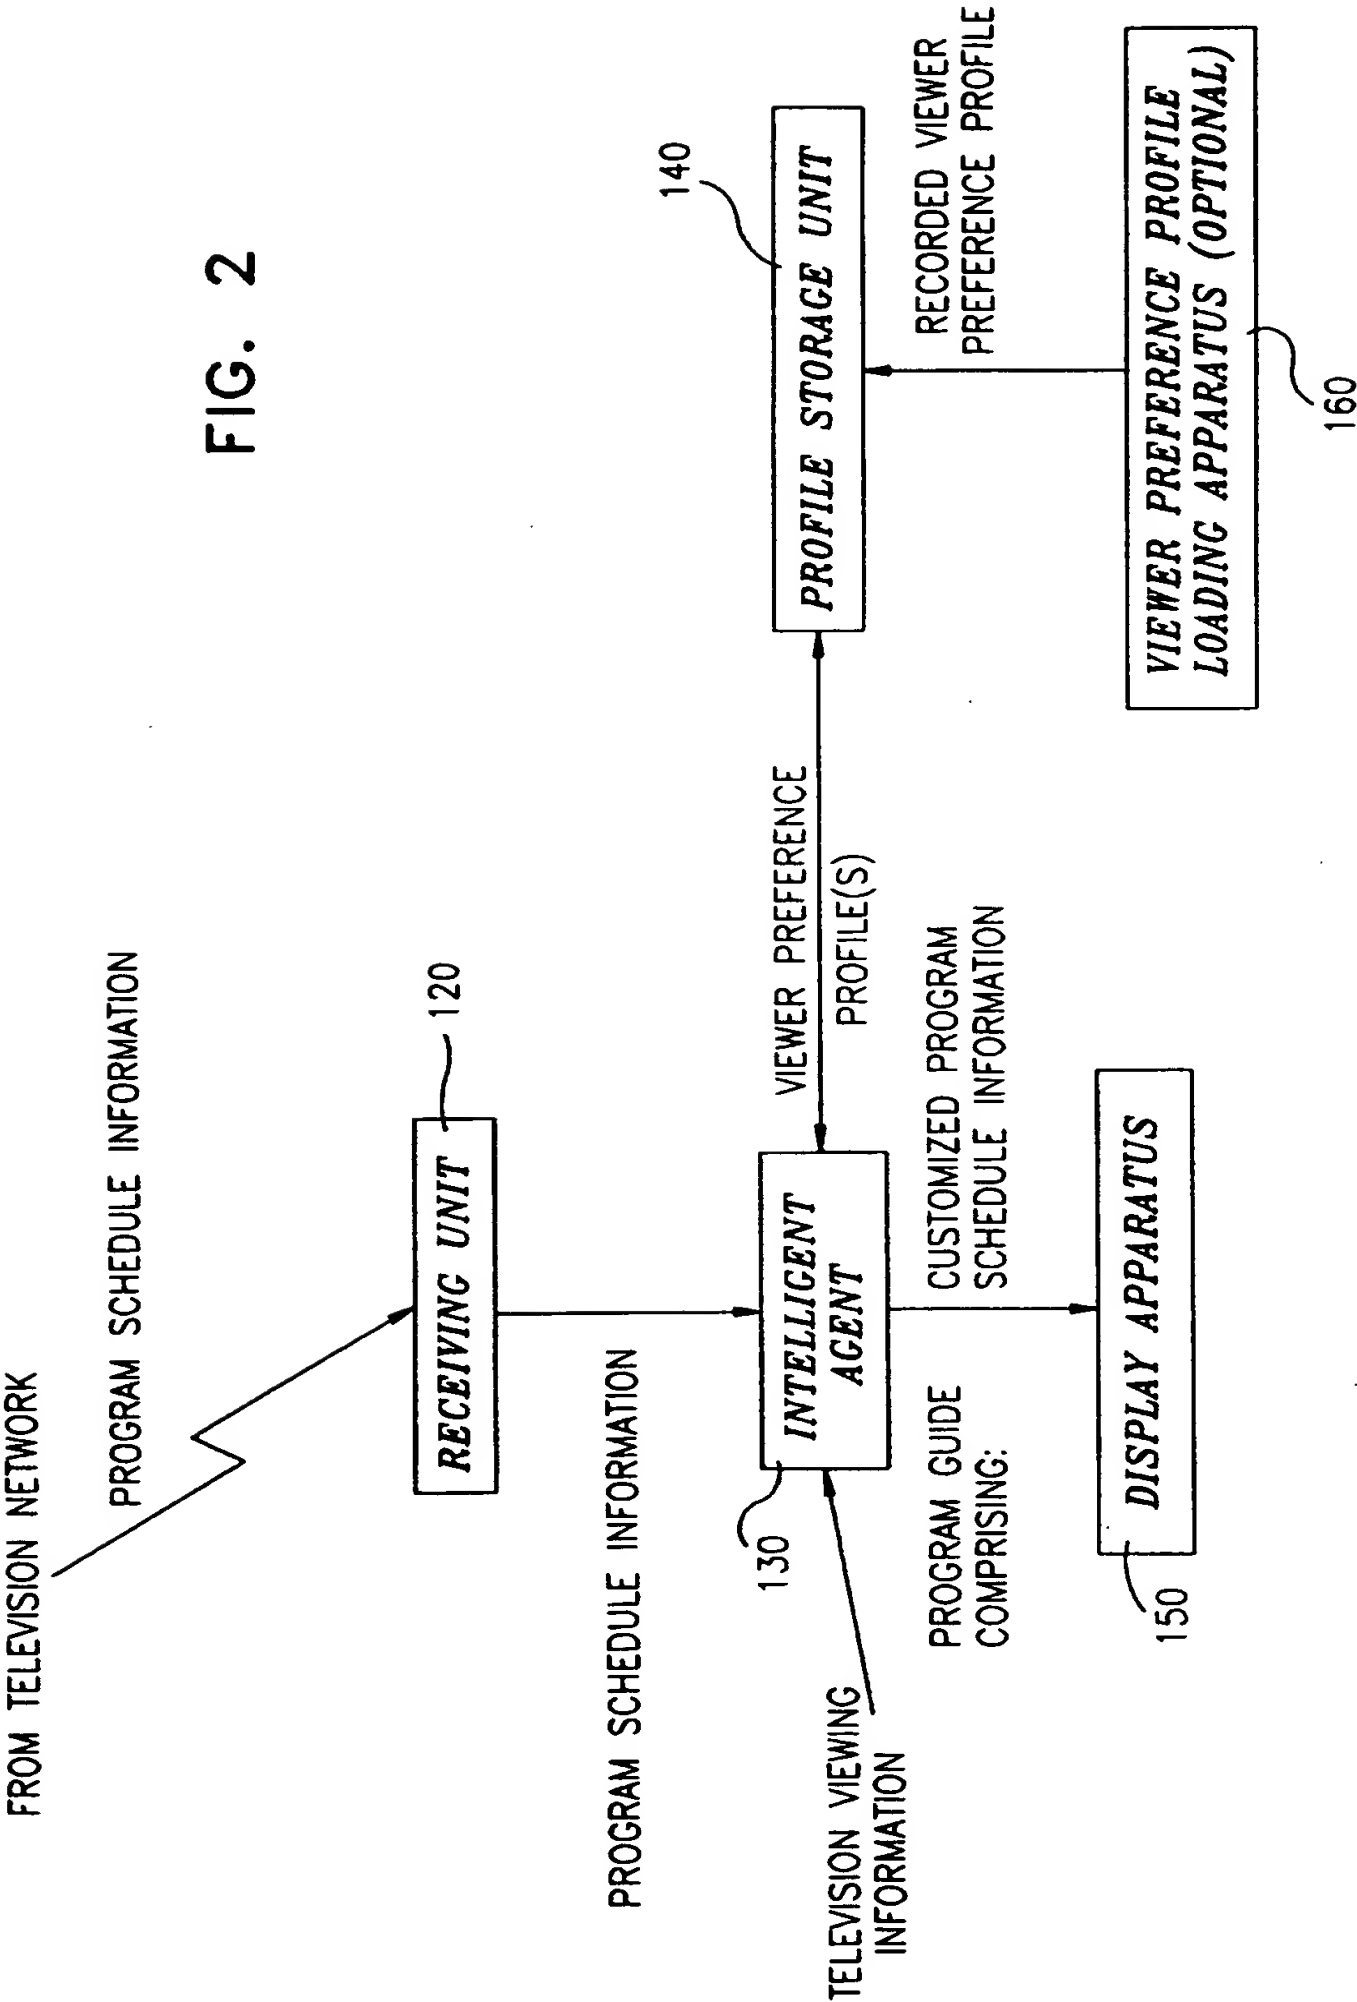 FIG. 2
FROM TELEVISION NETWORK
PROGRAM SCHEDULE INFORMATION
120
RECEIVING UNIT
PROGRAM SCHEDULE INFORMATION
130
INTELLIGENT
AGENT
TELEVISION VIEWING
INFORMATION
VIEWER PREFERENCE
PROFILE(S)
140
PROFILE STORAGE UNIT
RECORDED VIEWER
PREFERENCE PROFILE
VIEWER PREFERENCE PROFILE
LOADING APPARATUS (OPTIONAL)
160
PROGRAM GUIDE
COMPRISING:
CUSTOMIZED PROGRAM
SCHEDULE INFORMATION
DISPLAY APPARATUS
150